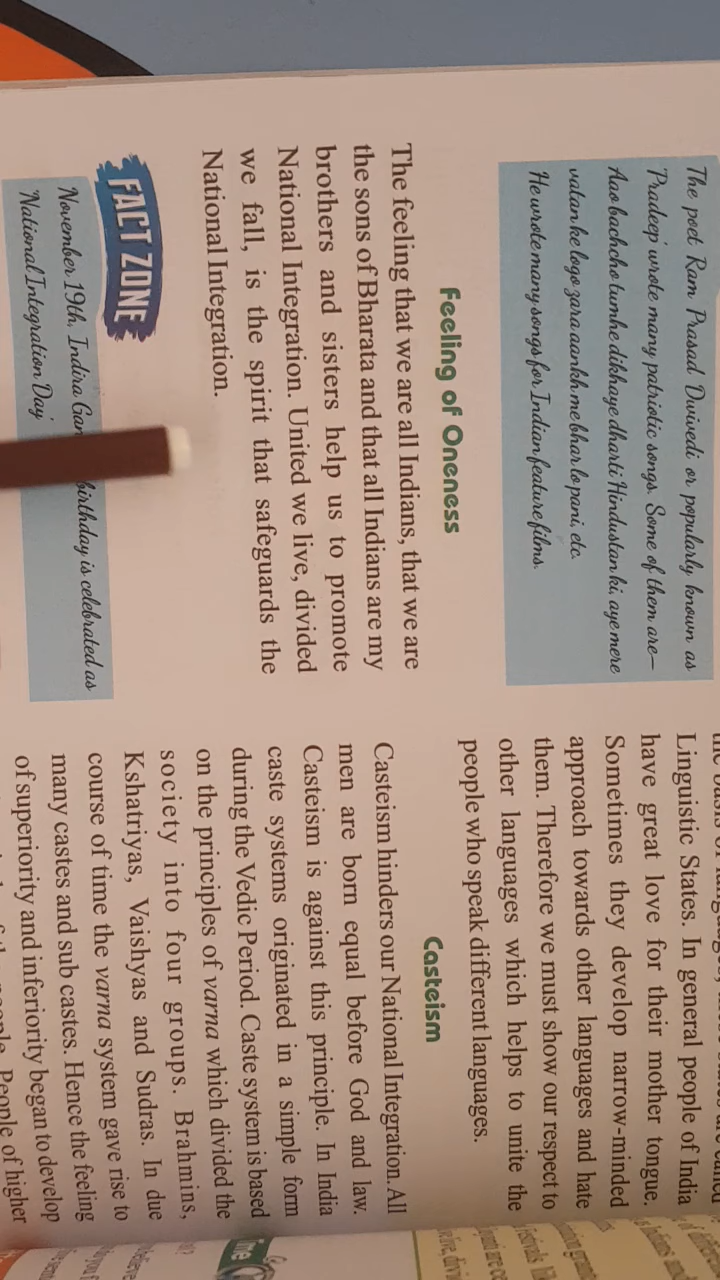 The poet Ram Prasad Dwivedi or popularly known as
'Pradeep' wrote many patriotic songs. Some of them are—
Aao bachcho tumhe dikhaye dharti Hindustan ki, aye mere
vatan ke logo zara aankh me bhar lo pani, etc.
He wrote many songs for Indian feature films.
Feeling of Oneness
The feeling that we are all Indians, that we are
the sons of Bharata and that all Indians are my
brothers and sisters help us to promote
National Integration. United we live, divided
we fall, is the spirit that safeguards the
National Integration.
FACT ZONE
November 19th, Indira birthday is celebrated as
'National Integration Day'
Linguistic States. In general people of India
have great love for their mother tongue.
Sometimes they develop narrow-minded
approach towards other languages and hate
them. Therefore we must show our respect to
other languages which helps to unite the
people who speak different languages.
Casteism
Casteism hinders our National Integration. All
men are born equal before God and law.
Casteism is against this principle. In India
caste systems originated in a simple form
during the Vedic Period. Caste system is based
on the principles of varna which divided the
society into four groups. Brahmins,
Kshatriyas, Vaishyas and Sudras. In due
course of time the varna system gave rise to
many castes and sub castes. Hence the feeling
of superiority and inferiority began to develop
People of higher